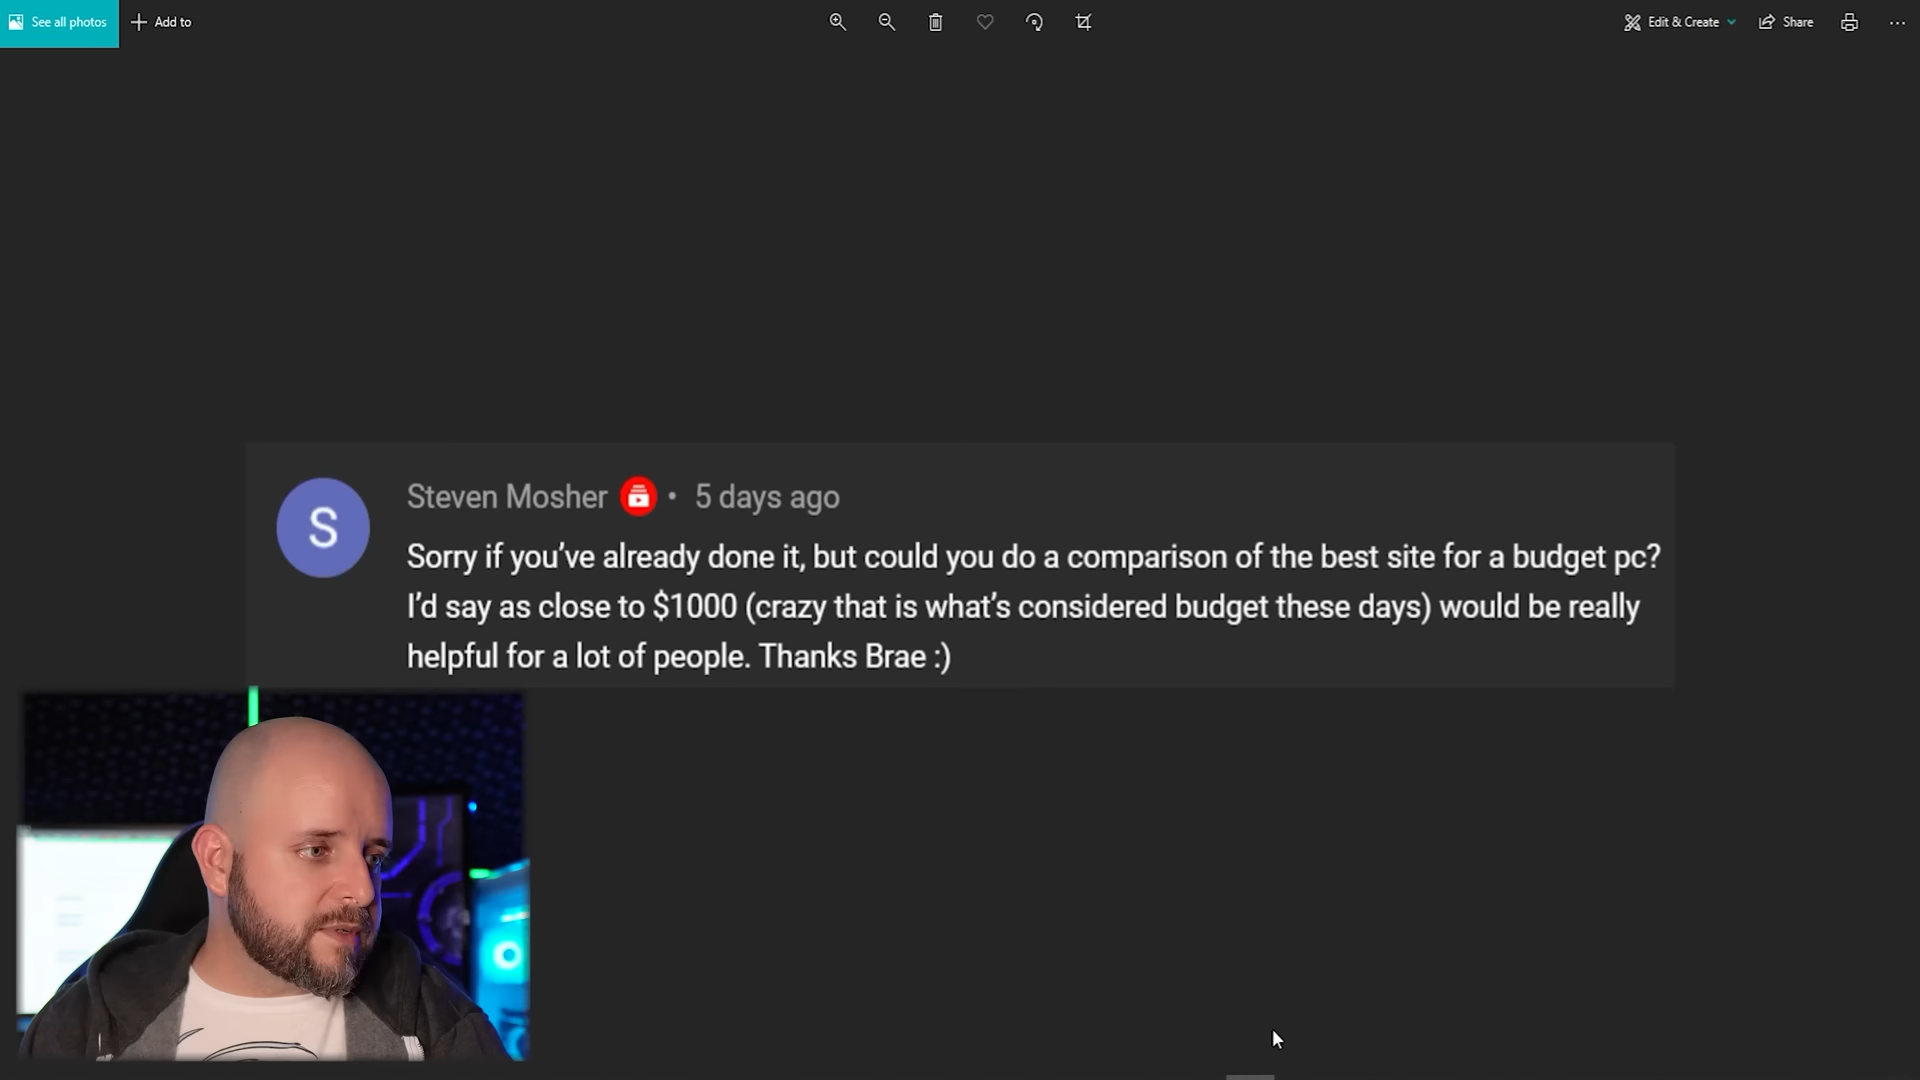 See all photos
Add to
Edit & Create
Share
S
Steven Mosher • 5 days ago
Sorry if you’ve already done it, but could you do a comparison of the best site for a budget pc?
I’d say as close to $1000 (crazy that is what’s considered budget these days) would be really
helpful for a lot of people. Thanks Brae :)